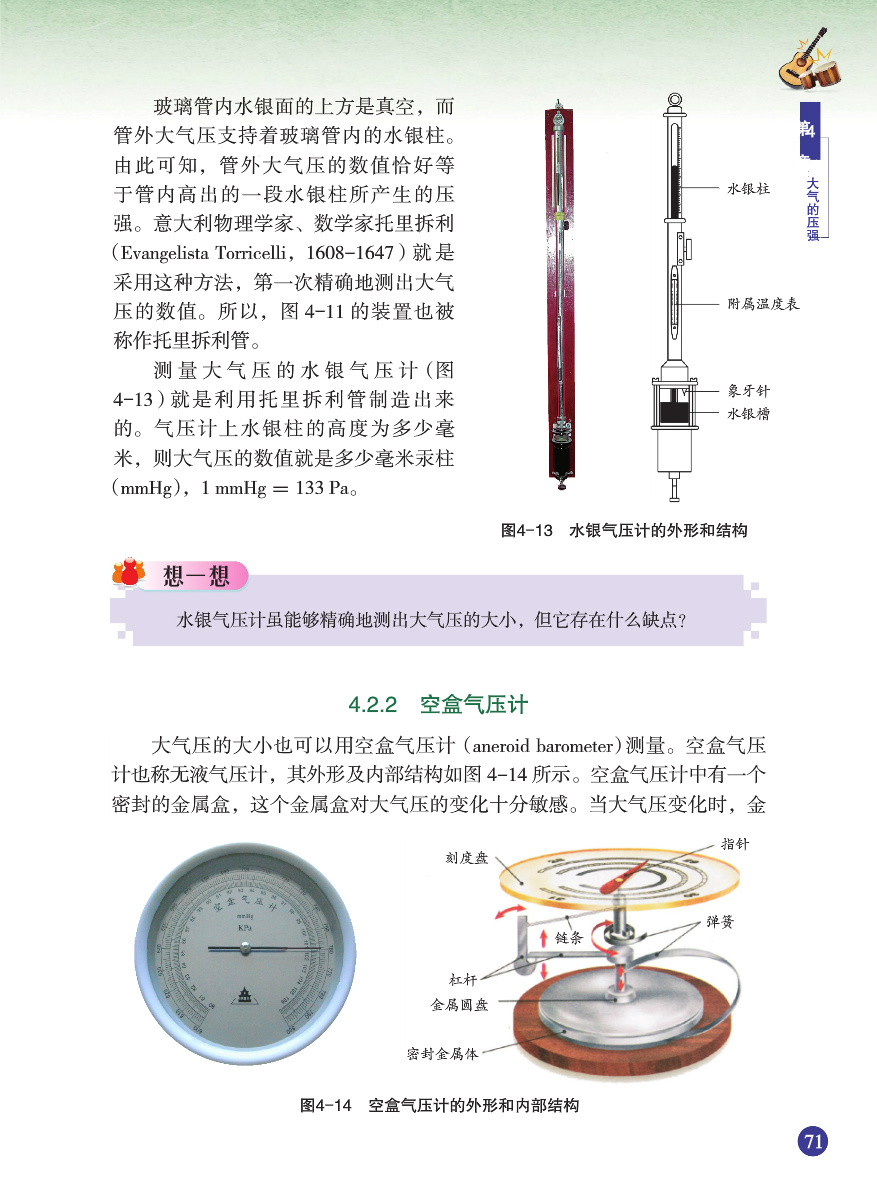 玻璃管内水银面的上方是真空，而
管外大气压支持着玻璃管内的水银柱。
由此可知，管外大气压的数值恰好等
于管内高出的一段水银柱所产生的压
强。意大利物理学家、数学家托里拆利
（Evangelista Torricelli，1608-1647）就是
采用这种方法，第一次精确地测出大气
压的数值。所以，图 4-11 的装置也被
称作托里拆利管。
测量大气压的水银气压计（图
4-13）就是利用托里拆利管制造出来
的。气压计上水银柱的高度为多少毫
米，则大气压的数值就是多少毫米汞柱
（mmHg），1 mmHg = 133 Pa。
水银柱
附属温度表
象牙针
水银槽
图4-13 水银气压计的外形和结构
第4
大气的压强
想一想
水银气压计虽能够精确地测出大气压的大小，但它存在什么缺点？
4.2.2 空盒气压计
大气压的大小也可以用空盒气压计（aneroid barometer）测量。空盒气压
计也称无液气压计，其外形及内部结构如图 4-14 所示。空盒气压计中有一个
密封的金属盒，这个金属盒对大气压的变化十分敏感。当大气压变化时，金
空盒气压计
mmHg
KPa
指针
刻度盘
弹簧
链条
杠杆
金属圆盘
密封金属体
图4-14 空盒气压计的外形和内部结构
71